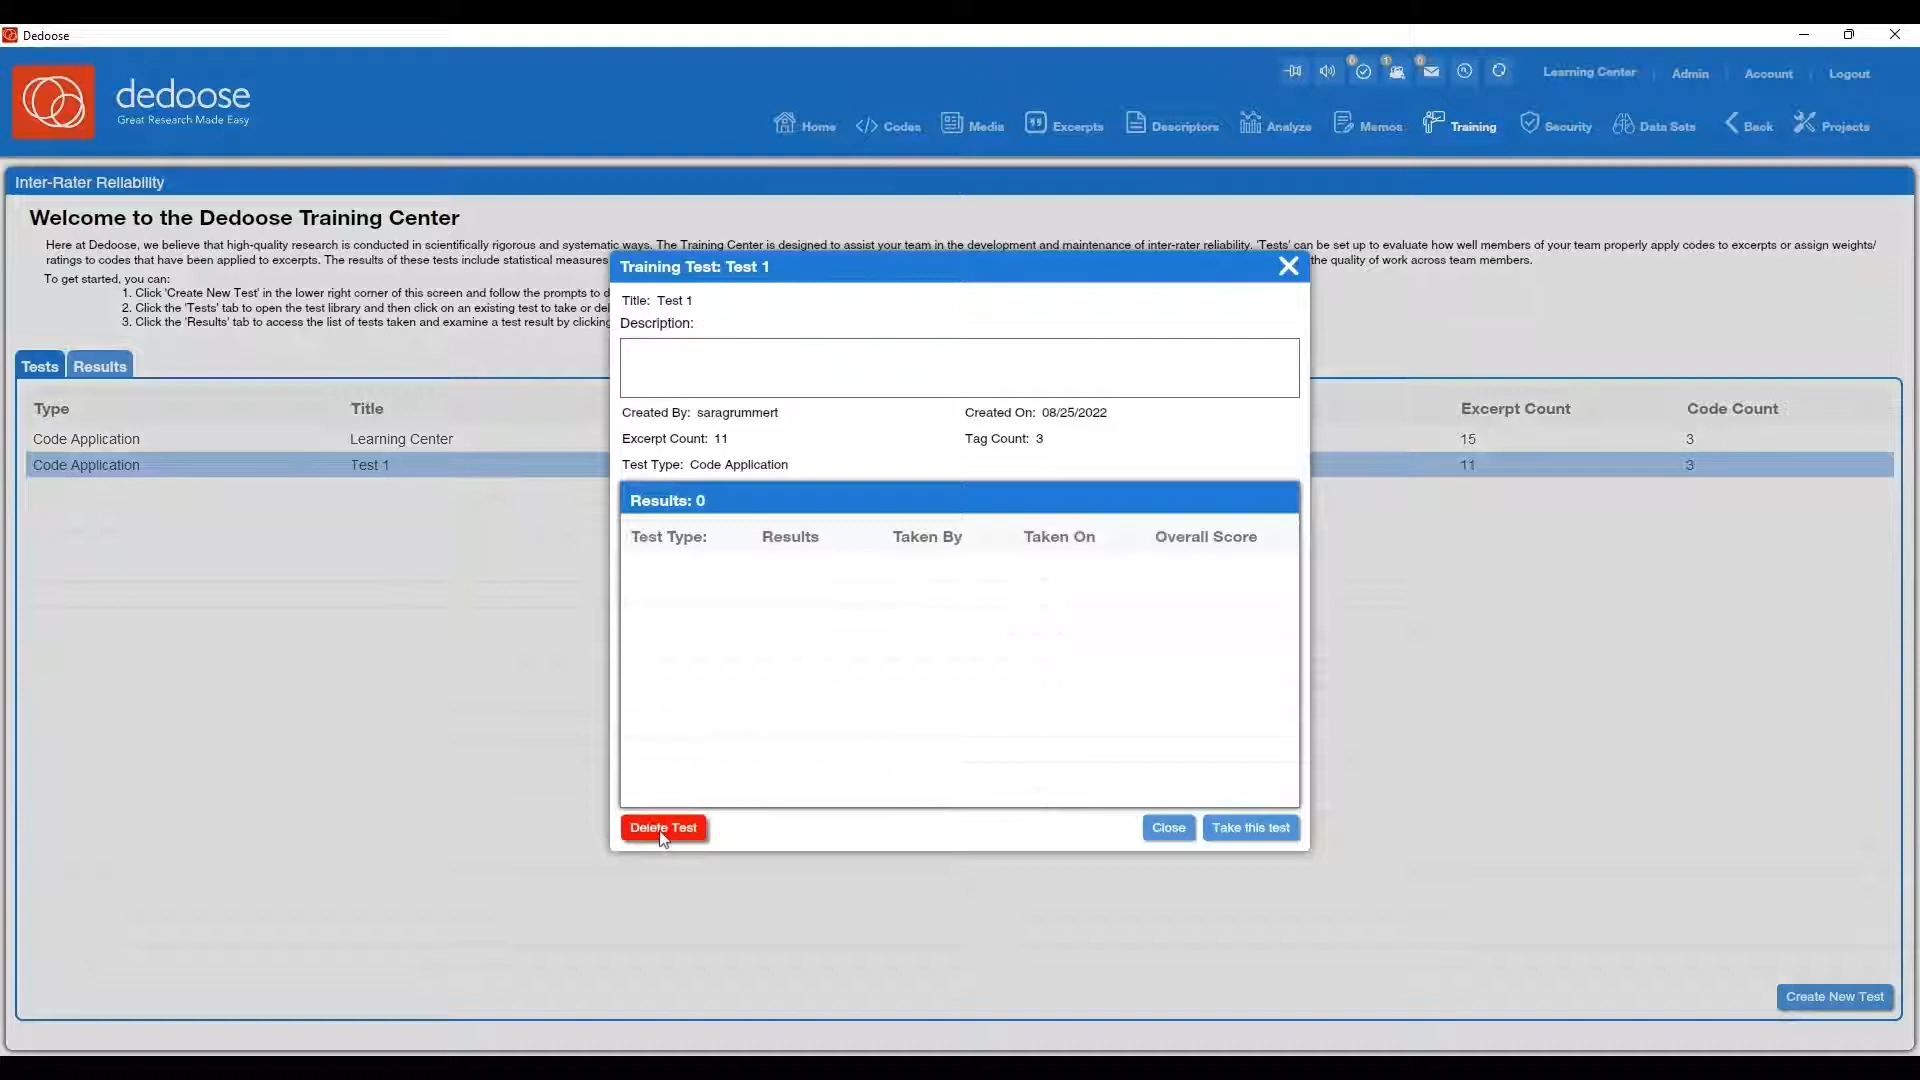 Dedoose
dedoose
Great Research Made Easy
0 1 0
Learning Center Admin Account Logout
Home Codes Media Excerpts Descriptors Analyze Memos Training Security Data Sets Back Projects
Inter-Rater Reliability
Welcome to the Dedoose Training Center
Here at Dedoose, we believe that high-quality research is conducted in scientifically rigorous and systematic ways. The Training Center is designed to assist your team in the development and maintenance of inter-rater reliability. 'Tests' can be set up to evaluate how well members of your team properly apply codes to excerpts or assign weights/
ratings to codes that have been applied to excerpts. The results of these tests include statistical measures the quality of work across team members.
To get started, you can:
1. Click 'Create New Test' in the lower right corner of this screen and follow the prompts to
2. Click the 'Tests' tab to open the test library and then click on an existing test to take or
3. Click the 'Results' tab to access the list of tests taken and examine a test result by clicking
Tests Results
Type Title Excerpt Count Code Count
Code Application Learning Center 15 3
Code Application Test 1 11 3
Training Test: Test 1
Title: Test 1
Description:
Created By: saragrummert Created On: 08/25/2022
Excerpt Count: 11 Tag Count: 3
Test Type: Code Application
Results: 0
Test Type: Results Taken By Taken On Overall Score
Delete Test Close Take this test
Create New Test